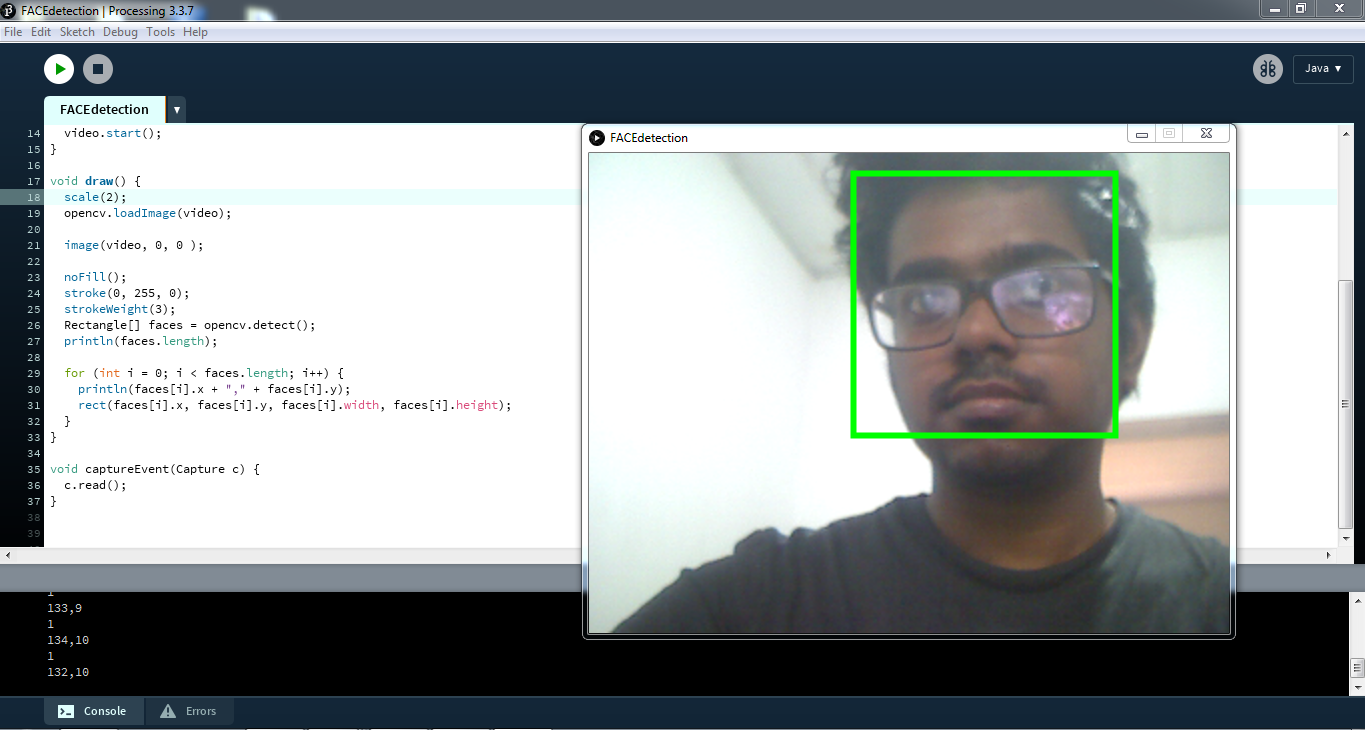 FACEdetection | Processing 3.3.7
File Edit Sketch Debug Tools Help
Java ▼
FACEdetection ▼
14 video.start();
15 }
16
17 void draw() {
18 scale(2);
19 opencv.loadImage(video);
20
21 image(video, 0, 0 );
22
23 noFill();
24 stroke(0, 255, 0);
25 strokeWeight(3);
26 Rectangle[] faces = opencv.detect();
27 println(faces.length);
28
29 for (int i = 0; i < faces.length; i++) {
30 println(faces[i].x + "," + faces[i].y);
31 rect(faces[i].x, faces[i].y, faces[i].width, faces[i].height);
32 }
33 }
34
35 void captureEvent(Capture c) {
36 c.read();
37 }
38
39
FACEdetection
1
133,9
1
134,10
1
132,10
Console
Errors